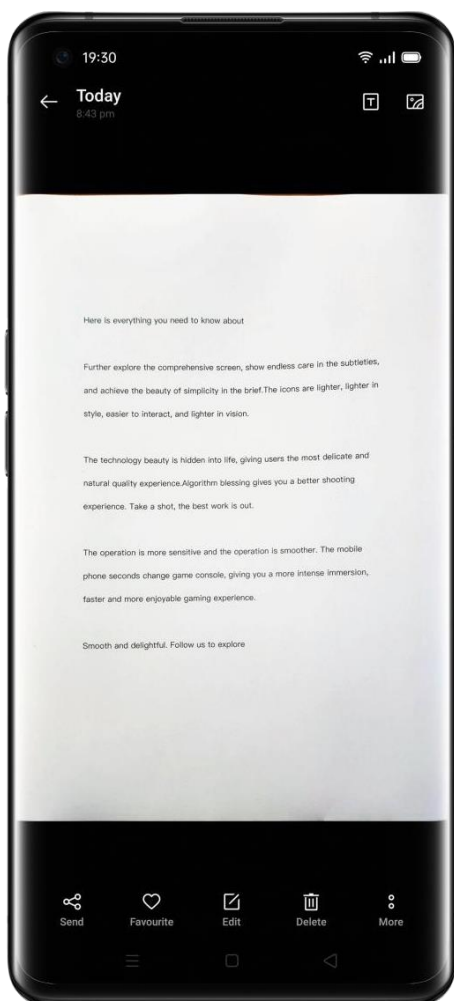 19:30
Today
8:43 pm
T
Here is everything you need to know about
Further explore the comprehensive screen, show endless care in the subtleties,
and achieve the beauty of simplicity in the brief.The icons are lighter, lighter in
style, easier to interact, and lighter in vision.
The technology beauty is hidden into life, giving users the most delicate and
natural quality experience.Algorithm blessing gives you a better shooting
experience. Take a shot, the best work is out.
The operation is more sensitive and the operation is smoother. The mobile
phone seconds change game console, giving you a more intense immersion,
faster and more enjoyable gaming experience.
Smooth and delightful. Follow us to explore
Send Favourite Edit Delete More